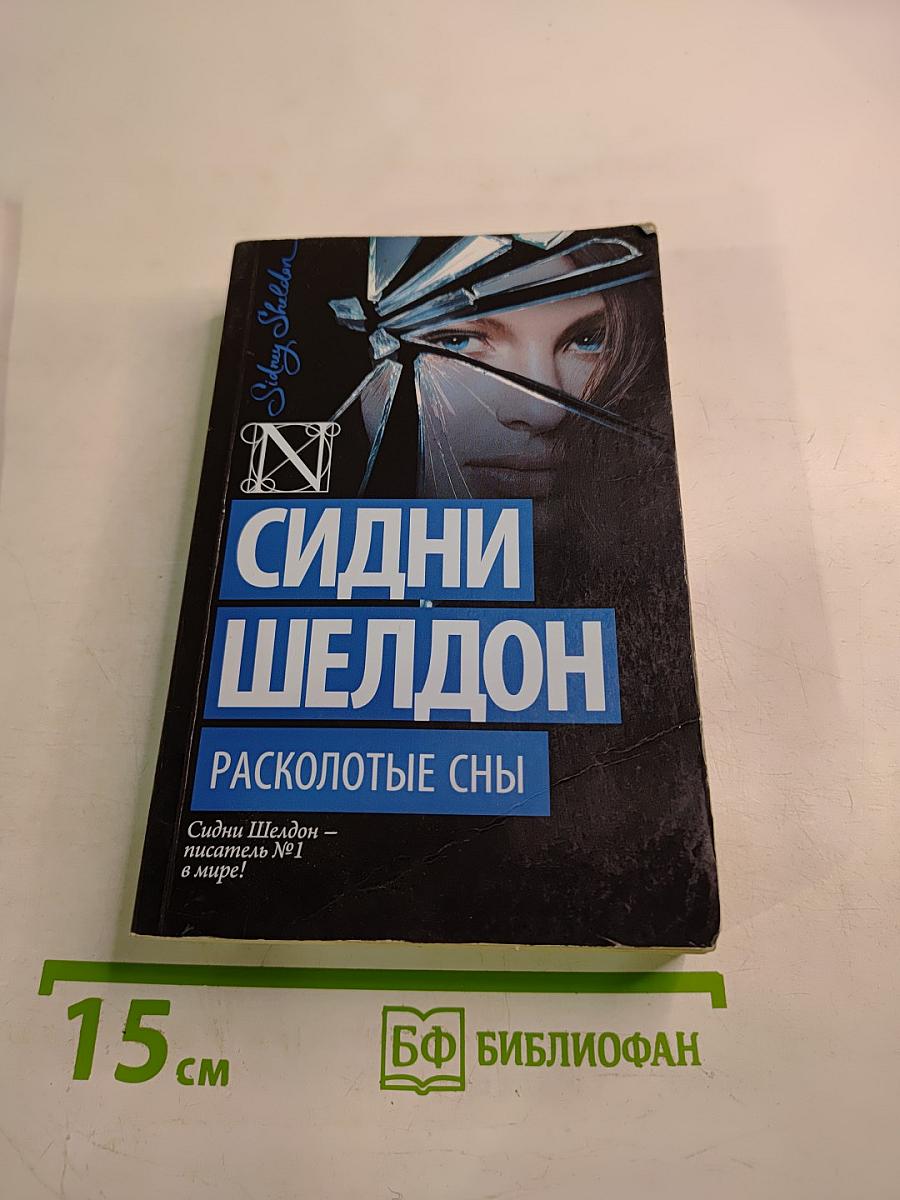 Sidney Sheldon
N
СИДНИ
ШЕЛДОН
РАСКОЛОТЫЕ СНЫ
Сидни Шелдон –
писатель №1
в мире!
15 см
БФ БИБЛИОФАН